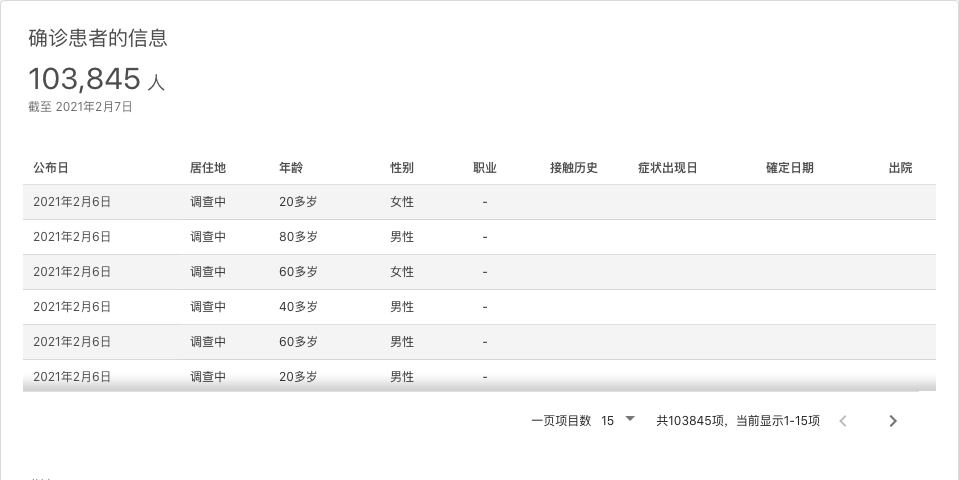 确诊患者的信息
103,845 人
截至 2021年2月7日
公布日 居住地 年龄 性别 职业 接触历史 症状出现日 確定日期 出院
2021年2月6日 调查中 20多岁 女性 -
2021年2月6日 调查中 80多岁 男性 -
2021年2月6日 调查中 60多岁 女性 -
2021年2月6日 调查中 40多岁 男性 -
2021年2月6日 调查中 60多岁 男性 -
2021年2月6日 调查中 20多岁 男性 -
一页项目数 15 共103845项，当前显示1-15项